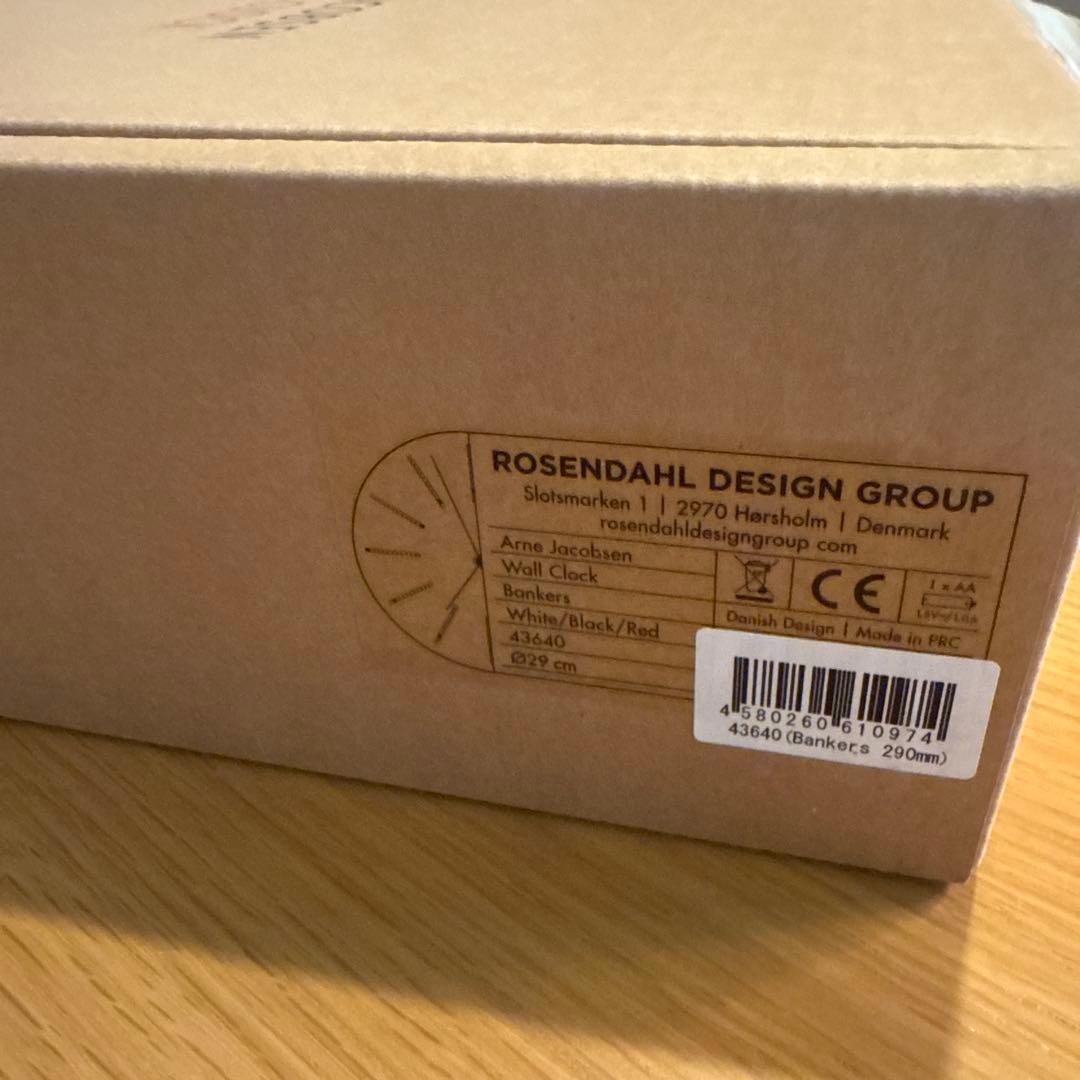 ROSENDAHL DESIGN GROUP
Slotsmarken 1 | 2970 Hørsholm | Denmark
rosendahldesigngroup com
Arne Jacobsen
Wall Clock
Bankers
White/Black/Red
43640
Ø29 cm
CE
1 x AA
Danish Design | Made in PRC
4 580260 610974
43640(Banker,s 290mm)